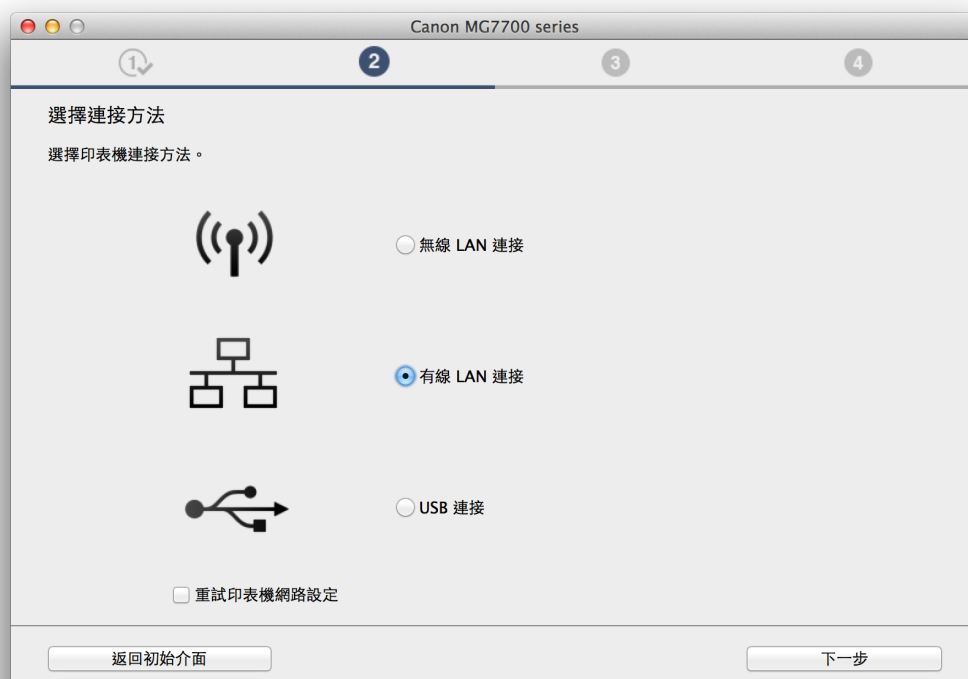 Canon MG7700 series
1 2 3 4
選擇連接方法
選擇印表機連接方法。
無線 LAN 連接
有線 LAN 連接
USB 連接
重試印表機網路設定
返回初始介面 下一步